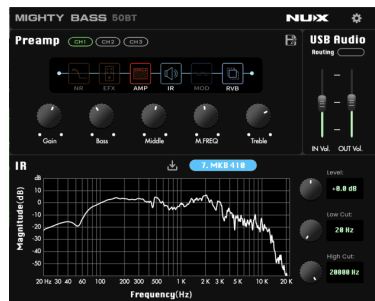 MIGHTY BASS 50BT
NUX
Preamp CH1 CH2 CH3
USB Audio
Routing
NR EFX AMP IR MOD RVB
Gain Bass Middle M.FREQ Treble
IN Vol. OUT Vol.
IR
7. MKB 410
Level:
+0.0 dB
Low Cut:
20 Hz
High Cut:
20000 Hz
Magnitude(dB)
dB
10
0
-10
-20
-30
-40
-50
20 Hz 30 40 60 100 200 300 500 1 K 2 K 3 K 5 K 10 K 20 K
Frequency(Hz)